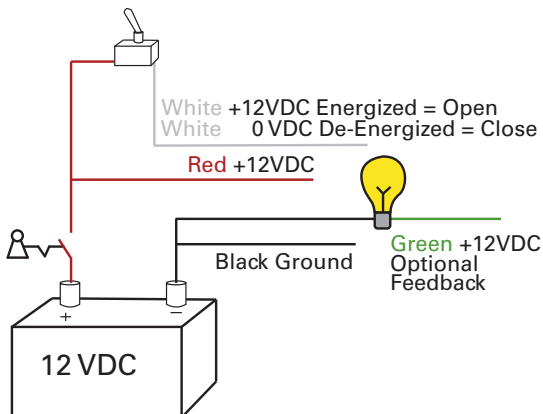 White +12VDC Energized = Open
White 0 VDC De-Energized = Close
Red +12VDC
Green +12VDC
Optional
Feedback
Black Ground
+ −
12 VDC